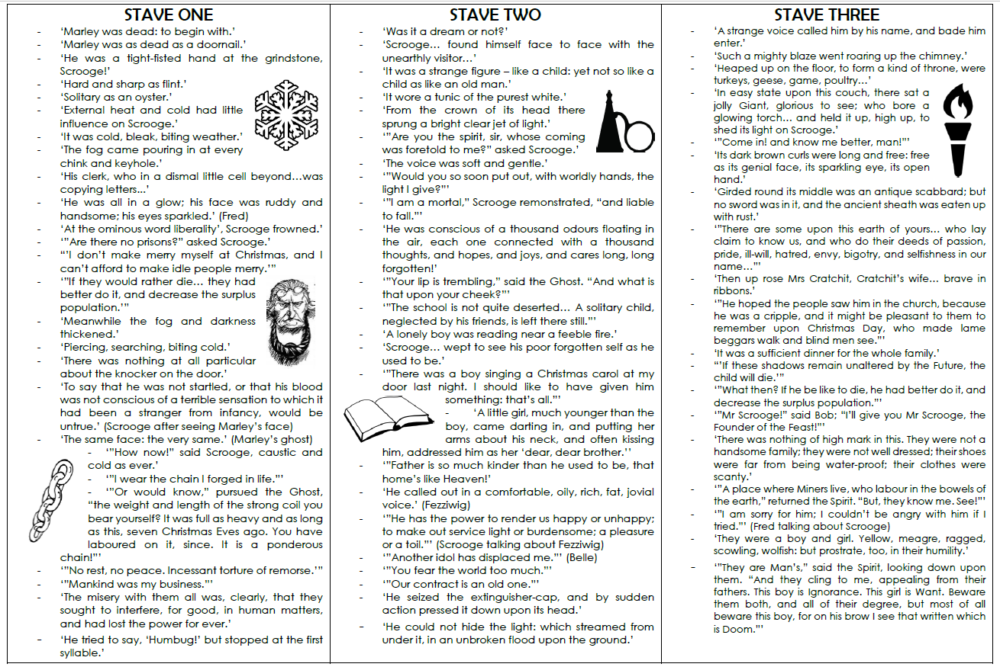 STAVE ONE
- ‘Marley was dead: to begin with.’
- ‘Marley was as dead as a doornail.’
- ‘He was a tight-fisted hand at the grindstone,
Scrooge!’
- ‘Hard and sharp as flint.’
- ‘Solitary as an oyster.’
- ‘External heat and cold had little
influence on Scrooge.’
- ‘It was cold, bleak, biting weather.’
- ‘The fog came pouring in at every
chink and keyhole.’
- ‘His clerk, who in a dismal little cell beyond…was
copying letters...’
- ‘He was all in a glow; his face was ruddy and
handsome; his eyes sparkled.’ (Fred)
- ‘At the ominous word liberality’, Scrooge frowned.’
- ‘”Are there no prisons?” asked Scrooge.’
- “’I don’t make merry myself at Christmas, and I
can’t afford to make idle people merry.’”
- ‘”If they would rather die… they had
better do it, and decrease the surplus
population.’”
- ‘Meanwhile the fog and darkness
thickened.’
- ‘Piercing, searching, biting cold.’
- ‘There was nothing at all particular
about the knocker on the door.’
- ‘To say that he was not startled, or that his blood
was not conscious of a terrible sensation to which it
had been a stranger from infancy, would be
untrue.’ (Scrooge after seeing Marley’s face)
- ‘The same face: the very same.’ (Marley’s ghost)
- ‘”How now!” said Scrooge, caustic and
cold as ever.’
- ‘”I wear the chain I forged in life.”’
- ‘”Or would know,” pursued the Ghost,
“the weight and length of the strong coil you
bear yourself? It was full as heavy and as long
as this, seven Christmas Eves ago. You have
laboured on it, since. It is a ponderous
chain!”’
- ‘”No rest, no peace. Incessant torture of remorse.’”
- ‘”Mankind was my business.”’
- ‘The misery with them all was, clearly, that they
sought to interfere, for good, in human matters,
and had lost the power for ever.’
- ‘He tried to say, ‘Humbug!’ but stopped at the first
syllable.’
STAVE TWO
- ‘Was it a dream or not?’
- ‘Scrooge… found himself face to face with the
unearthly visitor…’
- ‘It was a strange figure – like a child: yet not so like a
child as like an old man.’
- ‘It wore a tunic of the purest white.’
- ‘From the crown of its head there
sprung a bright clear jet of light.’
- ‘”Are you the spirit, sir, whose coming
was foretold to me?” asked Scrooge.’
- ‘The voice was soft and gentle.’
- ‘”Would you so soon put out, with worldly hands, the
light I give?”’
- ‘”I am a mortal,” Scrooge remonstrated, “and liable
to fall.”’
- ‘He was conscious of a thousand odours floating in
the air, each one connected with a thousand
thoughts, and hopes, and joys, and cares long, long
forgotten!’
- ‘”Your lip is trembling,” said the Ghost. “And what is
that upon your cheek?”’
- ‘”The school is not quite deserted… A solitary child,
neglected by his friends, is left there still.”’
- ‘A lonely boy was reading near a feeble fire.’
- ‘Scrooge… wept to see his poor forgotten self as he
used to be.’
- ‘”There was a boy singing a Christmas carol at my
door last night. I should like to have given him
something: that’s all.”’
- ‘A little girl, much younger than the
boy, came darting in, and putting her
arms about his neck, and often kissing
him, addressed him as her ‘dear, dear brother.’’
- ‘”Father is so much kinder than he used to be, that
home’s like Heaven!’
- ‘He called out in a comfortable, oily, rich, fat, jovial
voice.’ (Fezziwig)
- ‘”He has the power to render us happy or unhappy;
to make out service light or burdensome; a pleasure
or a toil.”’ (Scrooge talking about Fezziwig)
- ‘”Another idol has displaced me.”’ (Belle)
- ‘”You fear the world too much.”’
- ‘”Our contract is an old one.”’
- ‘He seized the extinguisher-cap, and by sudden
action pressed it down upon its head.’
- ‘He could not hide the light: which streamed from
under it, in an unbroken flood upon the ground.’
STAVE THREE
- ‘A strange voice called him by his name, and bade him
enter.’
- ‘Such a mighty blaze went roaring up the chimney.’
- ‘Heaped up on the floor, to form a kind of throne, were
turkeys, geese, game, poultry…’
- ‘In easy state upon this couch, there sat a
jolly Giant, glorious to see; who bore a
glowing torch… and held it up, high up, to
shed its light on Scrooge.’
- ‘”Come in! and know me better, man!”’
- ‘Its dark brown curls were long and free: free
as its genial face, its sparkling eye, its open
hand.’
- ‘Girded round its middle was an antique scabbard; but
no sword was in it, and the ancient sheath was eaten up
with rust.’
- ‘”There are some upon this earth of yours… who lay
claim to know us, and who do their deeds of passion,
pride, ill-will, hatred, envy, bigotry, and selfishness in our
name…”’
- ‘Then up rose Mrs Cratchit, Cratchit’s wife… brave in
ribbons.’
- ‘”He hoped the people saw him in the church, because
he was a cripple, and it might be pleasant to them to
remember upon Christmas Day, who made lame
beggars walk and blind men see.”’
- ‘It was a sufficient dinner for the whole family.’
- “’If these shadows remain unaltered by the Future, the
child will die.’”
- ‘”What then? If he be like to die, he had better do it, and
decrease the surplus population.”’
- ‘”Mr Scrooge!” said Bob; “I’ll give you Mr Scrooge, the
Founder of the Feast!”’
- ‘There was nothing of high mark in this. They were not a
handsome family; they were not well dressed; their shoes
were far from being water-proof; their clothes were
scanty.’
- ‘”A place where Miners live, who labour in the bowels of
the earth,” returned the Spirit. “But, they know me. See!”’
- ‘”I am sorry for him; I couldn’t be angry with him if I
tried.”’ (Fred talking about Scrooge)
- ‘They were a boy and girl. Yellow, meagre, ragged,
scowling, wolfish: but prostrate, too, in their humility.’
- ‘”They are Man’s,” said the Spirit, looking down upon
them. “And they cling to me, appealing from their
fathers. This boy is Ignorance. This girl is Want. Beware
them both, and all of their degree, but most of all
beware this boy, for on his brow I see that written which
is Doom.”’